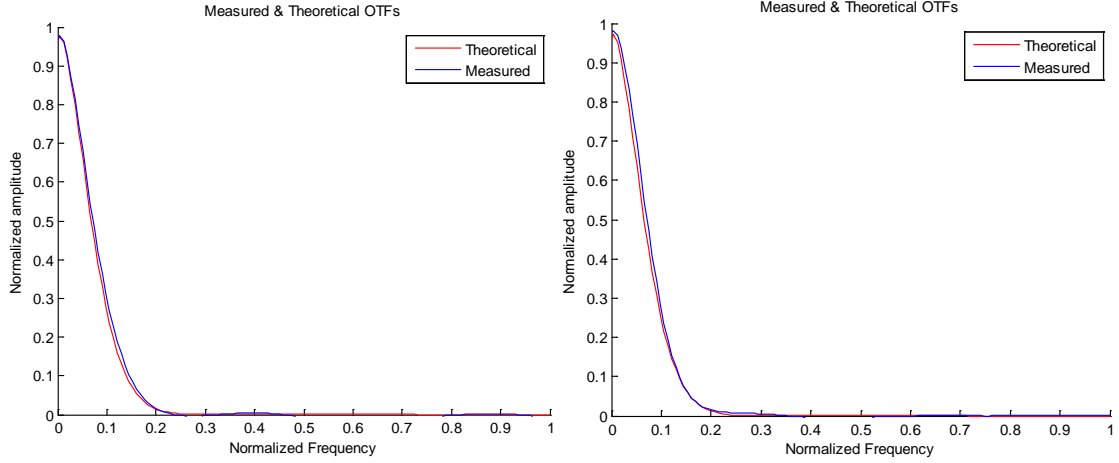 Measured & Theoretical OTFs
Theoretical
Measured
Normalized amplitude
1
0.9
0.8
0.7
0.6
0.5
0.4
0.3
0.2
0.1
0
0 0.1 0.2 0.3 0.4 0.5 0.6 0.7 0.8 0.9 1
Normalized Frequency
Measured & Theoretical OTFs
Theoretical
Measured
Normalized amplitude
1
0.9
0.8
0.7
0.6
0.5
0.4
0.3
0.2
0.1
0
0 0.1 0.2 0.3 0.4 0.5 0.6 0.7 0.8 0.9 1
Normalized Frequency